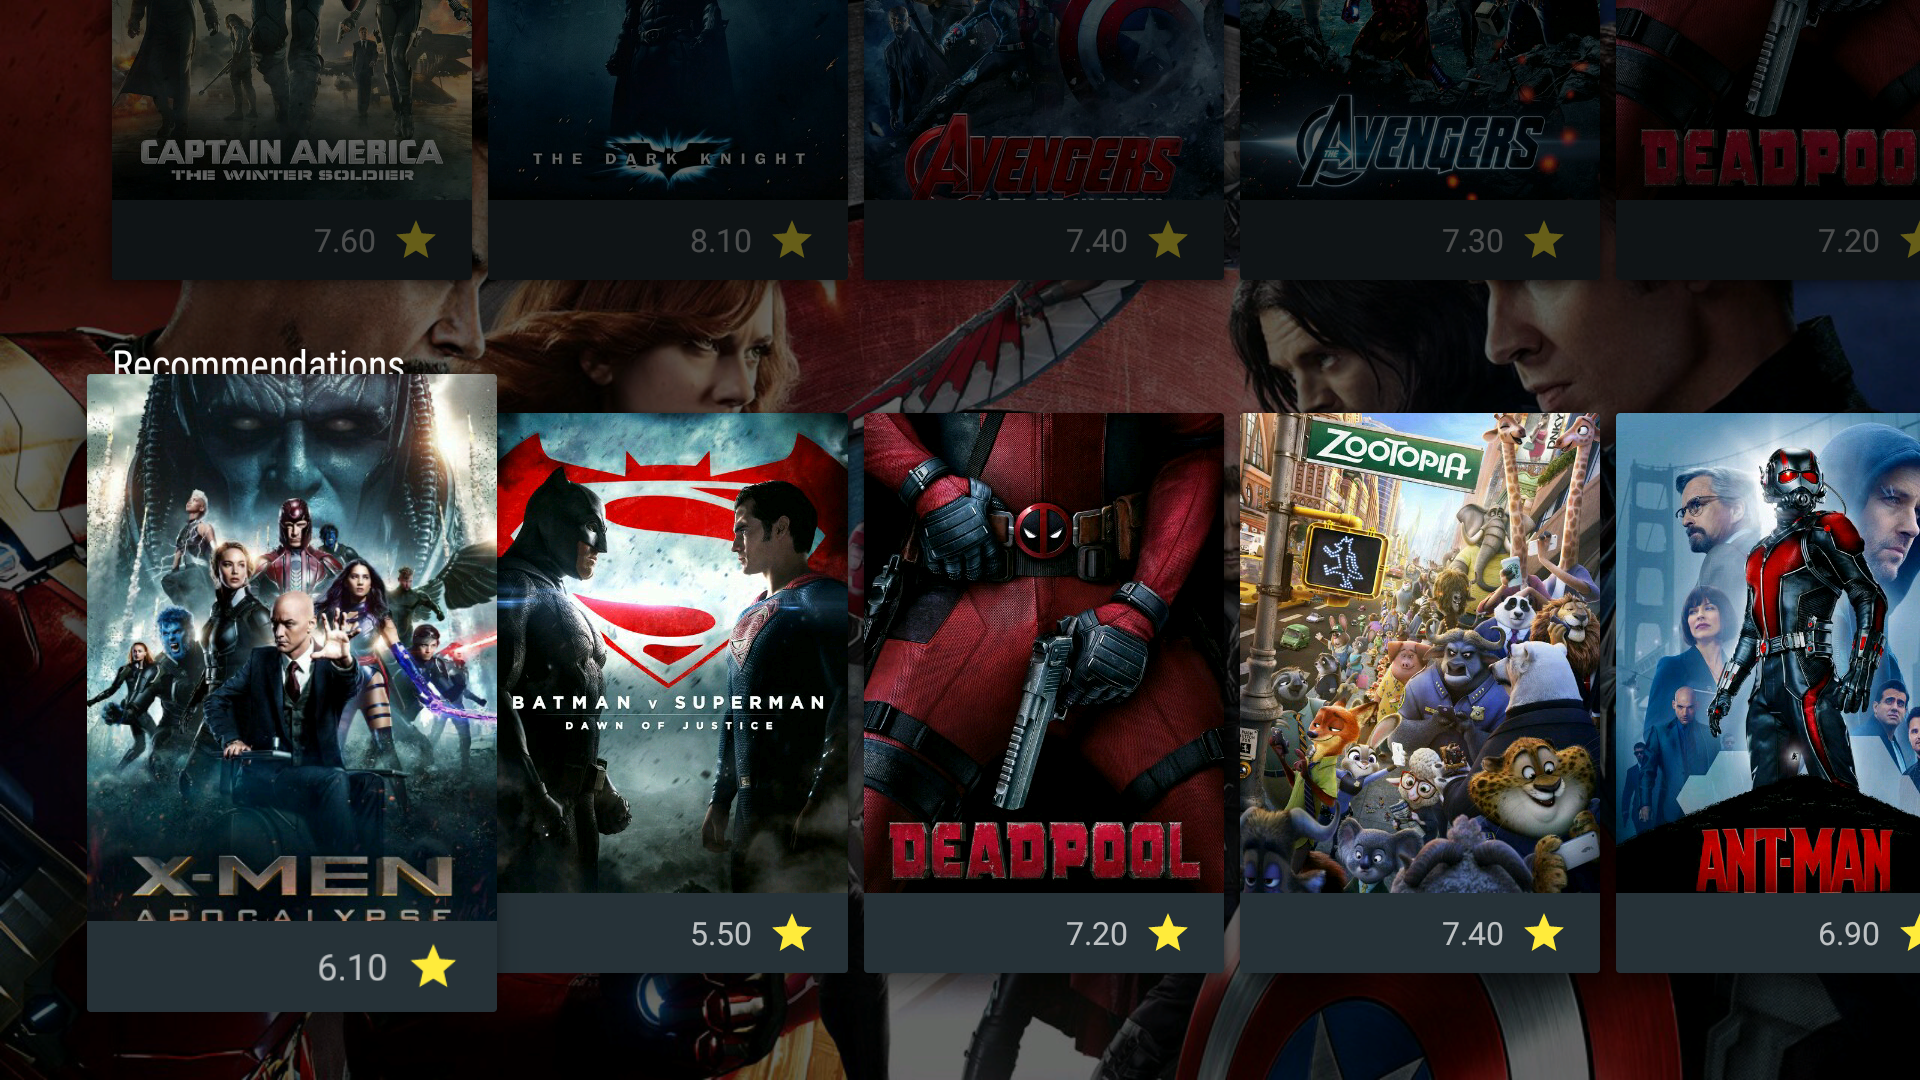 CAPTAIN AMERICA
THE WINTER SOLDIER
THE DARK KNIGHT
AVENGERS
THE AVENGERS
DEADPOO
7.60
8.10
7.40
7.30
7.20
Recommendations
X-MEN
APOCALYPSE
6.10
BATMAN v SUPERMAN
DAWN OF JUSTICE
5.50
DEADPOOL
7.20
ZOOTOPIA
7.40
ANT-MAN
6.90